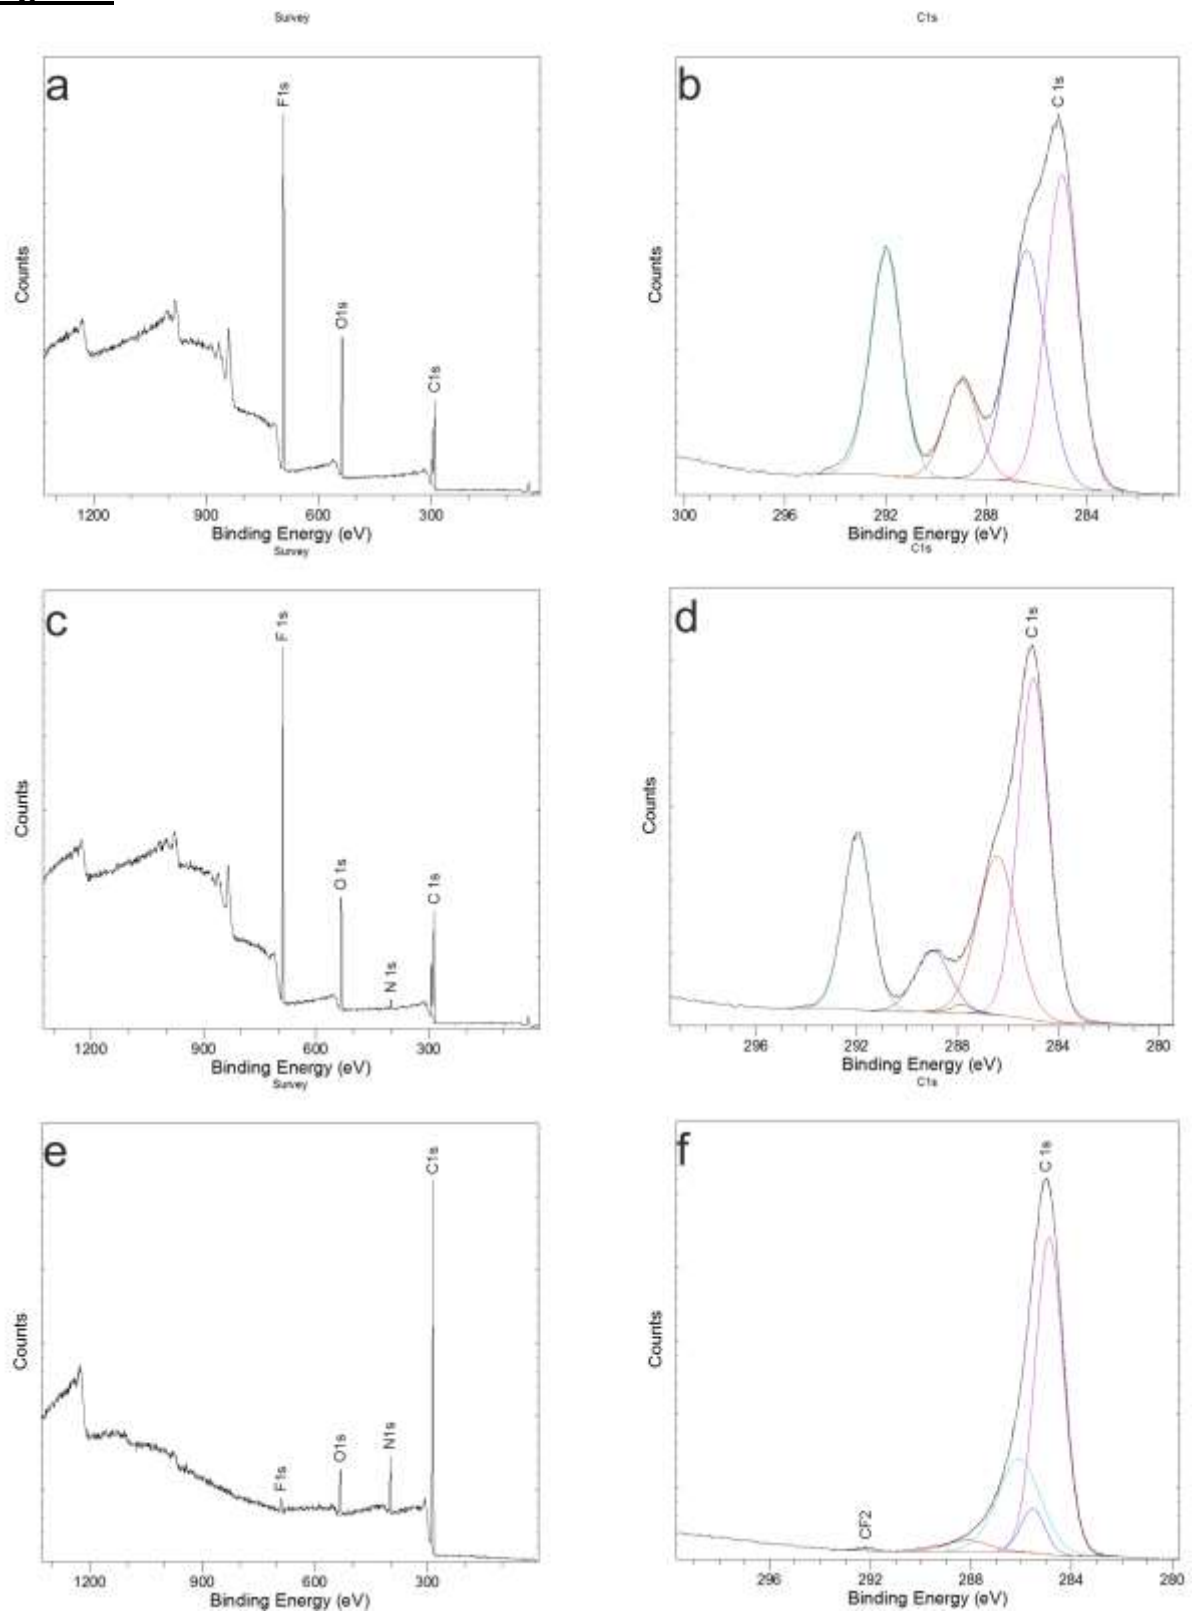 Survey
C1s
a
F1s
O1s
C1s
Counts
1200 900 600 300
Binding Energy (eV)
b
C 1s
Counts
300 296 292 288 284
Binding Energy (eV)
Survey
C1s
c
F 1s
O 1s
N 1s
C 1s
Counts
1200 900 600 300
Binding Energy (eV)
d
C 1s
Counts
296 292 288 284 280
Binding Energy (eV)
Survey
C1s
e
F1s
O1s
N1s
C1s
Counts
1200 900 600 300
Binding Energy (eV)
f
CF2
C 1s
Counts
296 292 288 284 280
Binding Energy (eV)